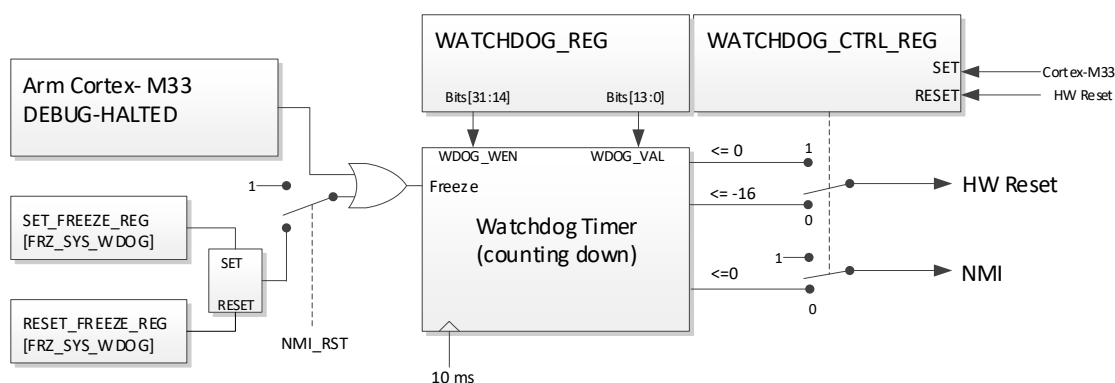 WATCHDOG_REG
Bits[31:14]
Bits[13:0]
WATCHDOG_CTRL_REG
SET
RESET
Cortex-M33
HW Reset
Arm Cortex- M33
DEBUG-HALTED
1
SET_FREEZE_REG
[FRZ_SYS_WDOG]
SET
RESET
RESET_FREEZE_REG
[FRZ_SYS_WDOG]
NMI_RST
WDOG_WEN
WDOG_VAL
Freeze
Watchdog Timer
(counting down)
10 ms
<= 0
1
<= -16
0
HW Reset
1
<=0
0
NMI